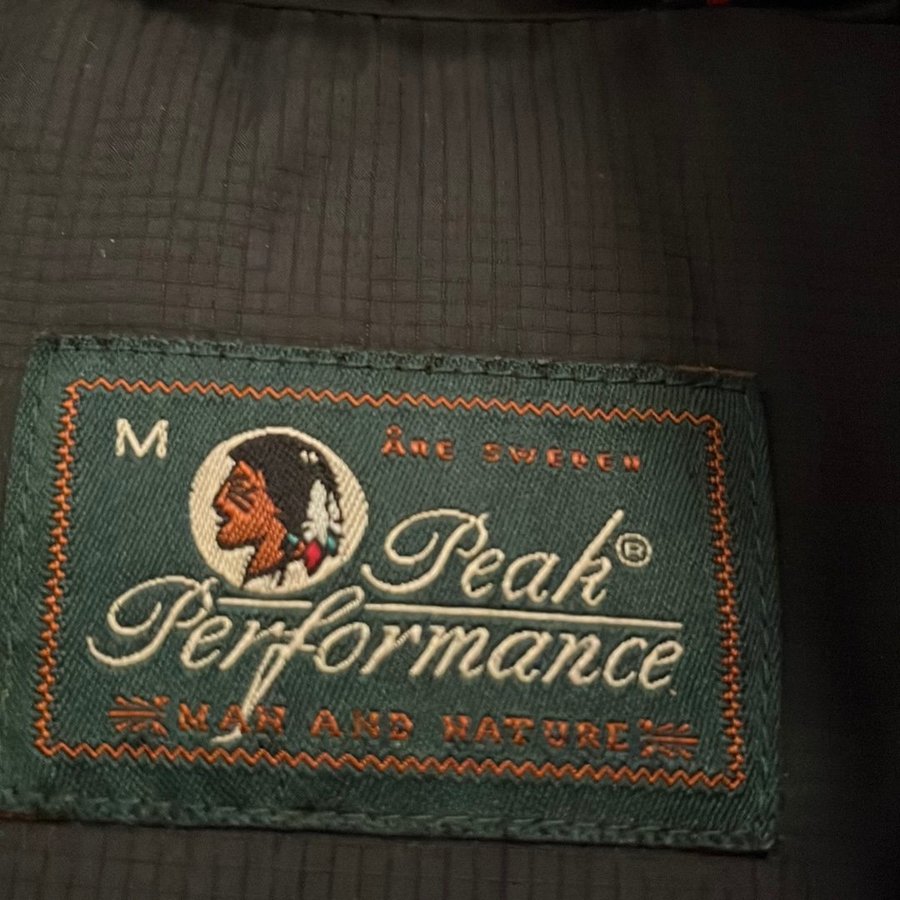 M
Åre Sweden
Peak®
Performance
MAN AND NATURE